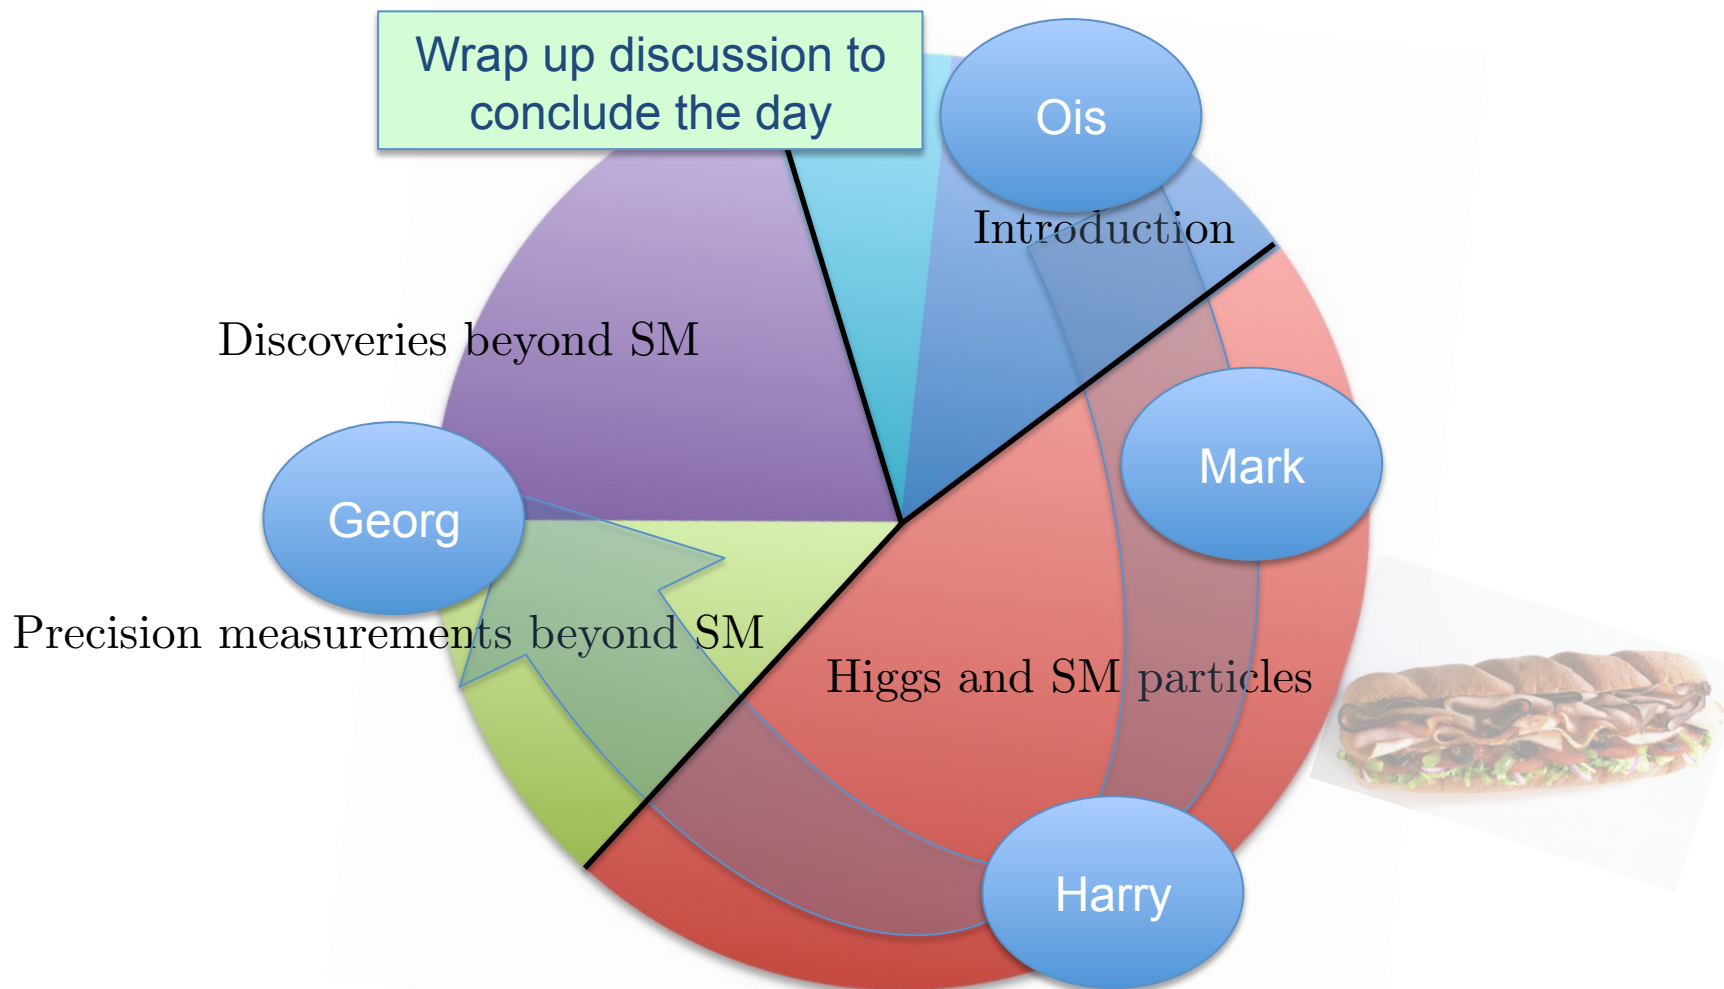 Wrap up discussion to
conclude the day
Ois
Introduction
Discoveries beyond SM
Mark
Georg
Precision measurements beyond SM
Higgs and SM particles
Harry